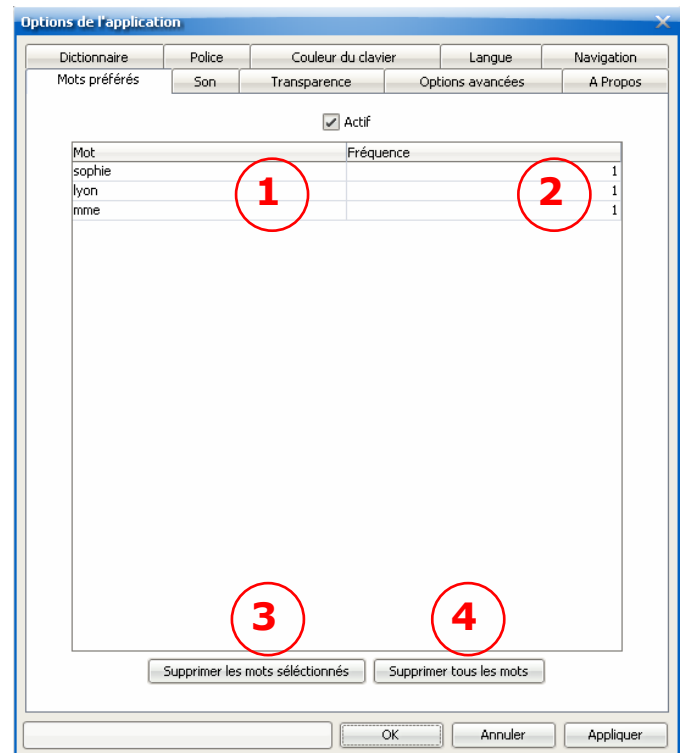 Options de l'application
Dictionnaire Police Couleur du clavier Langue Navigation
Mots préférés Son Transparence Options avancées A Propos
Actif
Mot Fréquence
sophie 1
lyon 1
mme 1
1 2
3 4
Supprimer les mots séléctionnés Supprimer tous les mots
OK Annuler Appliquer